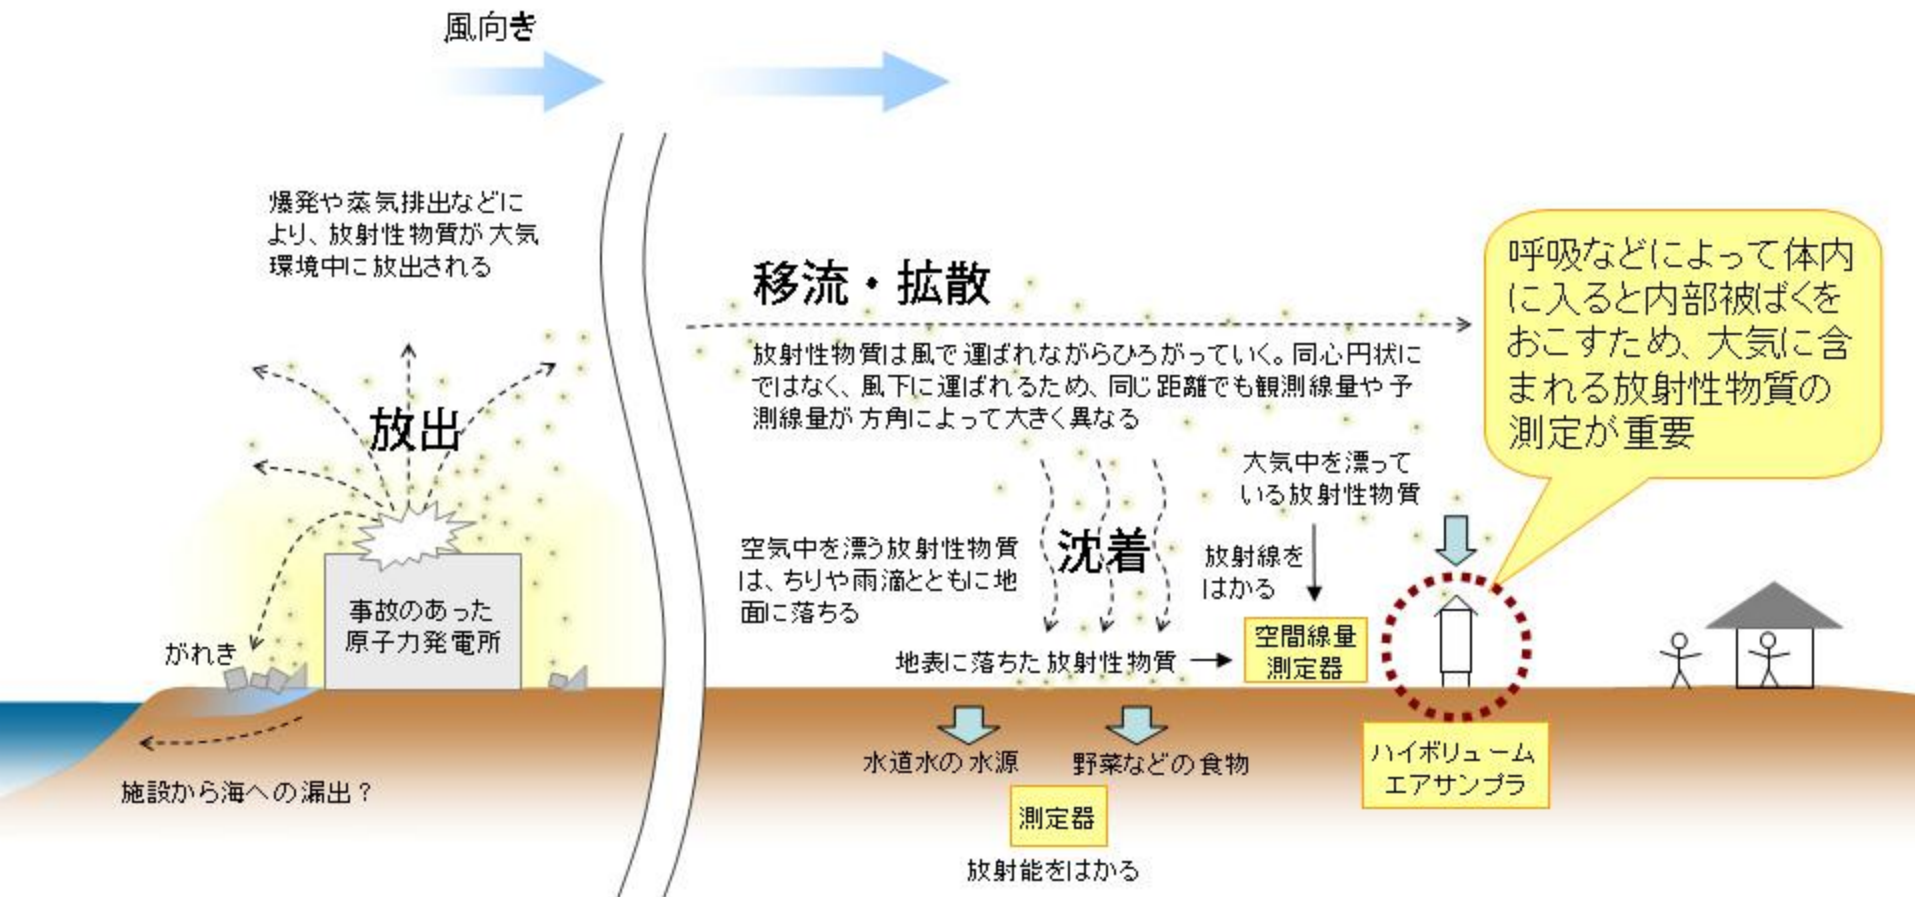 風向き
爆発や蒸気排出などに
より、放射性物質が大気
環境中に放出される
放出
事故のあった
原子力発電所
がれき
施設から海への漏出？
移流・拡散
放射性物質は風で運ばれながらひろがっていく。同心円状に
ではなく、風下に運ばれるため、同じ距離でも観測線量や予
測線量が方角によって大きく異なる
空気中を漂う放射性物質
は、ちりや雨滴とともに地
面に落ちる
沈着
地表に落ちた放射性物質
大気中を漂って
いる放射性物質
放射線を
はかる
空間線量
測定器
水道水の水源
野菜などの食物
測定器
放射能をはかる
呼吸などによって体内
に入ると内部被ばくを
おこすため、大気に含
まれる放射性物質の
測定が重要
ハイボリューム
エアサンプラ